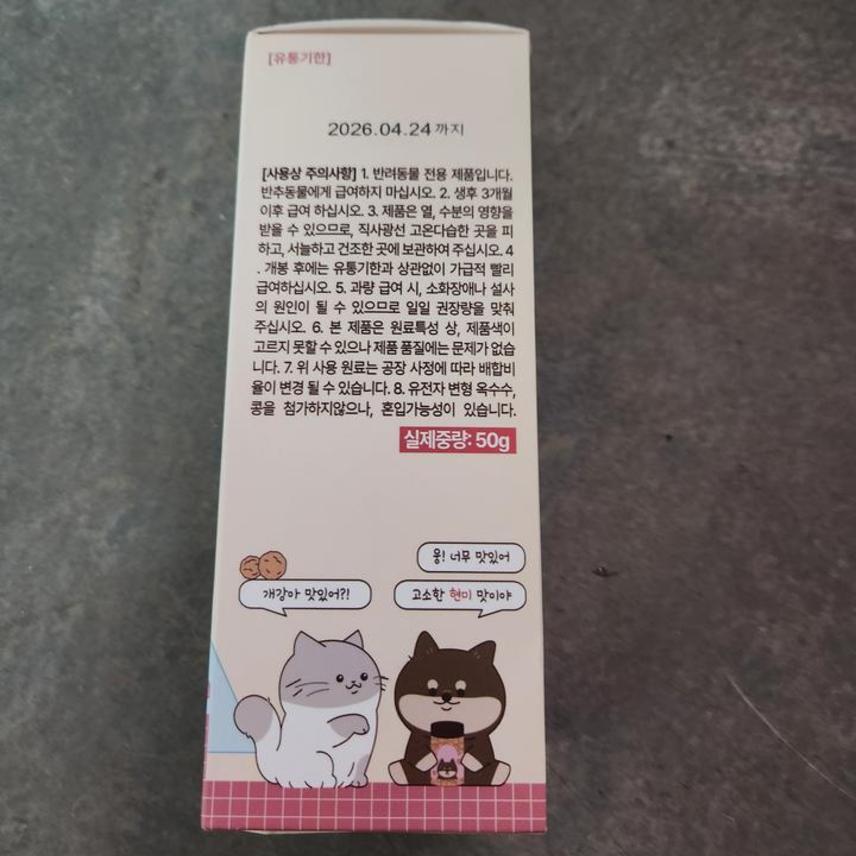 [유통기한]
2026.04.24까지
[사용상 주의사항] 1. 반려동물 전용 제품입니다.
반추동물에게 급여하지 마십시오. 2. 생후 3개월
이후 급여 하십시오. 3. 제품은 열, 수분의 영향을
받을 수 있으므로, 직사광선 고온다습한 곳을 피
하고, 서늘하고 건조한 곳에 보관하여 주십시오. 4
. 개봉 후에는 유통기한과 상관없이 가급적 빨리
급여하십시오. 5. 과량 급여 시, 소화장애나 설사
의 원인이 될 수 있으므로 일일 권장량을 맞춰
주십시오. 6. 본 제품은 원료특성 상, 제품색이
고르지 못할 수 있으나 제품 품질에는 문제가 없습
니다. 7. 위 사용 원료는 공장 사정에 따라 배합비
율이 변경 될 수 있습니다. 8. 유전자 변형 옥수수,
콩을 첨가하지않으나, 혼입가능성이 있습니다.
실제중량: 50g
웅! 너무 맛있어
개강아 맛있어?!
고소한 현미 맛이야